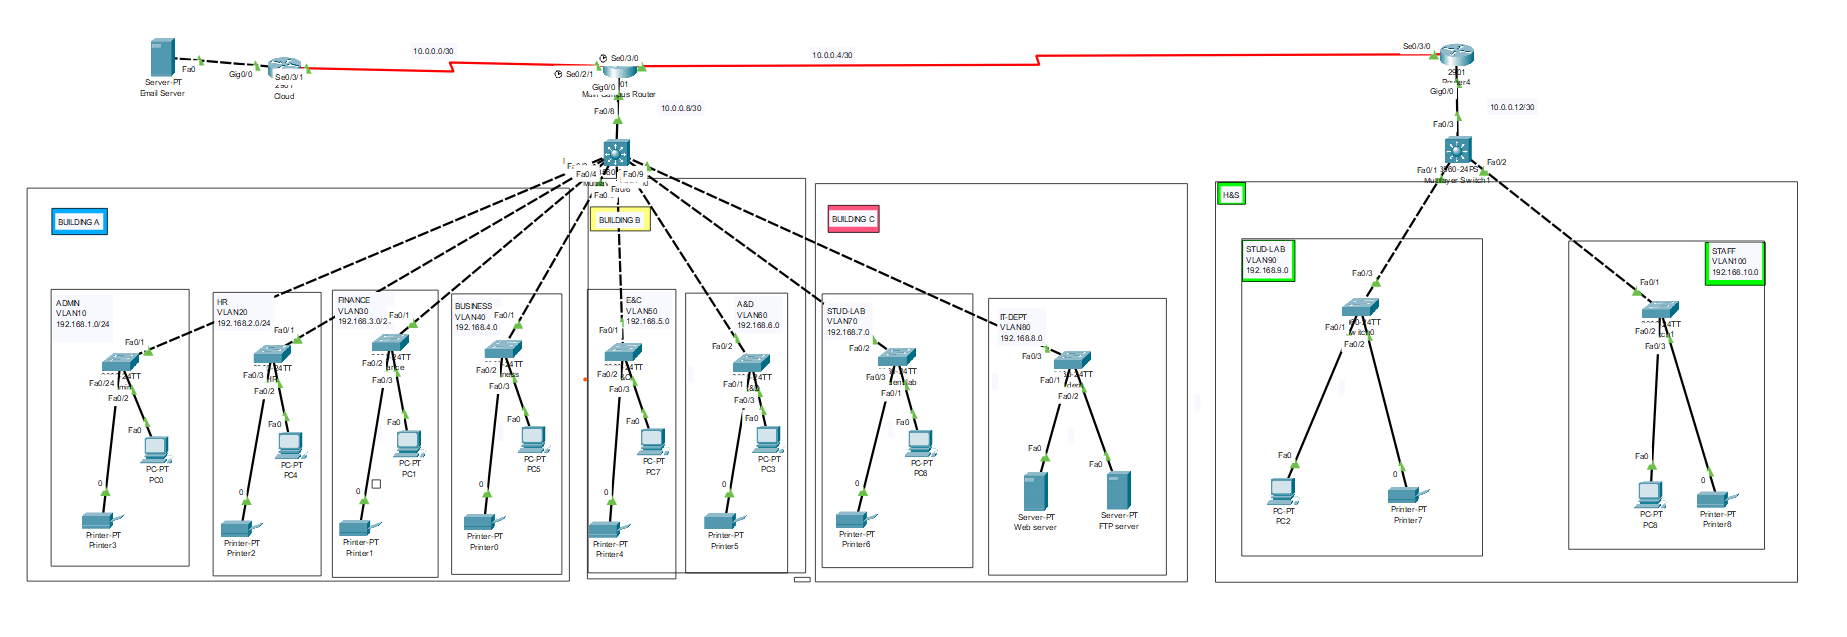 10.0.0.0/30
10.0.0.4/30
Se0/3/0
Fa0
Gig0/0
Se0/3/1
Server-PT
Email Server
Cloud
Se0/3/0
Se0/2/1
Gig0/0
Router
Fa0/8
10.0.0.8/30
2901
Gig0/0
10.0.0.12/30
Fa0/3
Fa0/1
Fa0/2
Fa0/4
Fa0/9
BUILDING A
BUILDING B
BUILDING C
H&S
ADMIN
VLAN10
192.168.1.0/24
Fa0/1
Fa0/24
Fa0/2
Fa0
PC-PT
PC0
0
Printer-PT
Printer3
HR
VLAN20
192.168.2.0/24
Fa0/1
Fa0/3
Fa0/2
Fa0
PC-PT
PC4
0
Printer-PT
Printer2
FINANCE
VLAN30
Fa0/1
Fa0/2
Fa0/3
Fa0
PC-PT
PC1
0
Printer-PT
Printer1
BUSINESS
VLAN40
192.168.4.0
Fa0/1
Fa0/2
Fa0/3
Fa0
PC-PT
PC5
0
Printer-PT
Printer0
E&C
VLAN50
192.168.5.0
Fa0/1
Fa0/2
Fa0/3
Fa0
PC-PT
PC7
0
Printer-PT
Printer4
A&D
VLAN60
192.168.6.0
Fa0/2
Fa0/1
Fa0/3
Fa0
PC-PT
PC3
0
Printer-PT
Printer5
STUD-LAB
VLAN70
192.168.7.0
Fa0/2
Fa0/3
Fa0/1
Fa0
PC-PT
PC6
0
Printer-PT
Printer6
IT-DEPT
VLAN80
192.168.8.0
Fa0/3
Fa0/1
Fa0/2
Fa0
Fa0
Server-PT
Web server
Server-PT
FTP server
STUD-LAB
VLAN90
192.168.9.0
Fa0/3
Fa0/1
Fa0/2
Fa0
PC-PT
PC2
0
Printer-PT
Printer7
STAFF
VLAN100
192.168.10.0
Fa0/1
Fa0/2
Fa0/3
Fa0
PC-PT
PC8
0
Printer-PT
Printer8